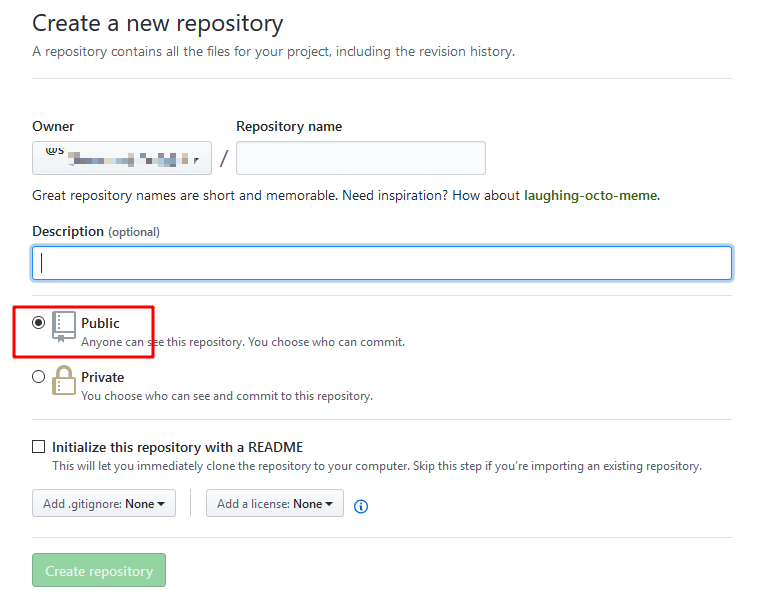 Create a new repository
A repository contains all the files for your project, including the revision history.
Owner
Repository name
@s
/
Great repository names are short and memorable. Need inspiration? How about laughing-octo-meme.
Description (optional)
Public
Anyone can see this repository. You choose who can commit.
Private
You choose who can see and commit to this repository.
Initialize this repository with a README
This will let you immediately clone the repository to your computer. Skip this step if you're importing an existing repository.
Add .gitignore: None
Add a license: None
Create repository